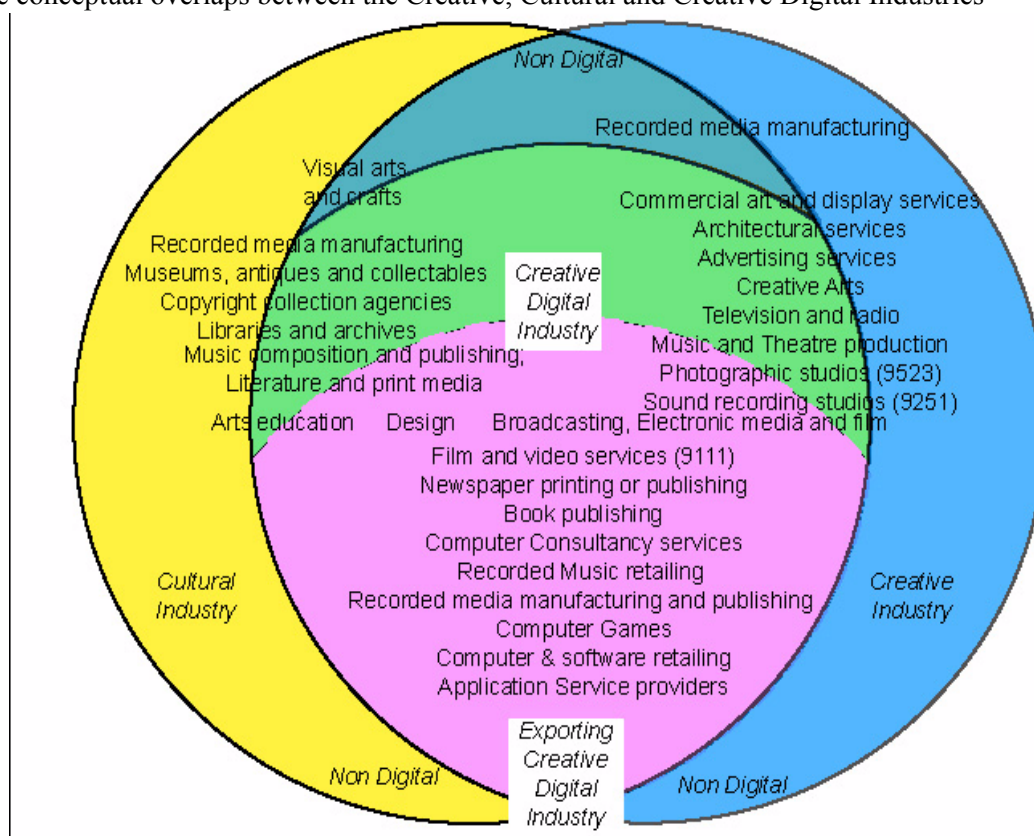 conceptual overlaps between the Creative, Cultural and Creative Digital Industries
Non Digital
Recorded media manufacturing
Visual arts
and crafts
Commercial art and display services
Architectural services
Advertising services
Creative Arts
Television and radio
Music and Theatre production
Photographic studios (9523)
Sound recording studios (9251)
Recorded media manufacturing
Museums, antiques and collectables
Copyright collection agencies
Libraries and archives
Music composition and publishing;
Literature and print media
Creative
Digital
Industry
Arts education Design Broadcasting, Electronic media and film
Film and video services (9111)
Newspaper printing or publishing
Book publishing
Computer Consultancy services
Recorded Music retailing
Recorded media manufacturing and publishing
Computer Games
Computer & software retailing
Application Service providers
Cultural
Industry
Creative
Industry
Non Digital
Exporting
Creative
Digital
Industry
Non Digital